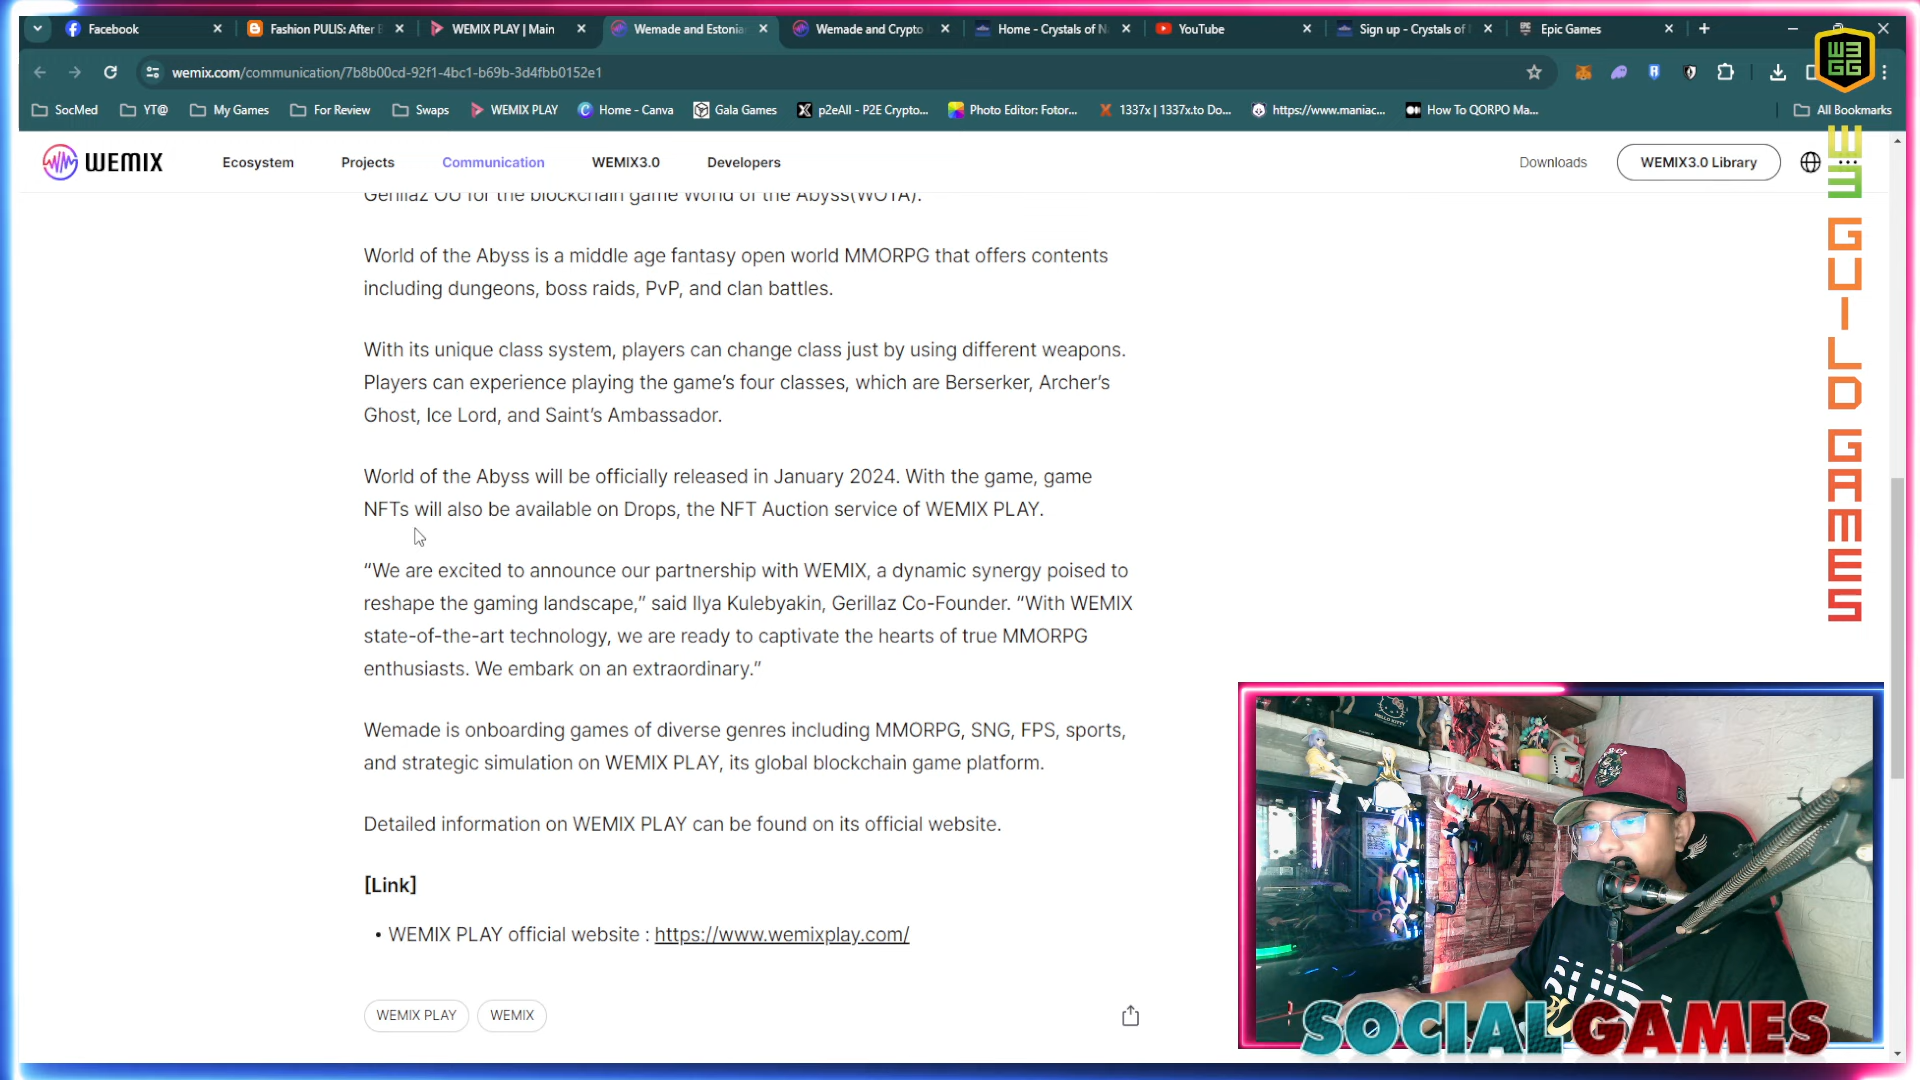 Facebook
Fashion PULIS: After
WEMIX PLAY | Main
Wemade and Estonia
Wemade and Crypto
Home - Crystals of N
YouTube
Sign up - Crystals of
Epic Games
wemix.com/communication/7b8b00cd-92f1-4bc1-b69b-3d4fbb0152e1
SocMed
YT@
My Games
For Review
Swaps
WEMIX PLAY
Home - Canva
Gala Games
p2eAll - P2E Crypto...
Photo Editor: Fotor...
1337x | 1337x.to Do...
https://www.maniac...
How To QORPO Ma...
All Bookmarks
WEMIX
Ecosystem
Projects
Communication
WEMIX3.0
Developers
Downloads
WEMIX3.0 Library
Gerillaz OU for the blockchain game World of the Abyss(WOTA).
World of the Abyss is a middle age fantasy open world MMORPG that offers contents
including dungeons, boss raids, PvP, and clan battles.
With its unique class system, players can change class just by using different weapons.
Players can experience playing the game’s four classes, which are Berserker, Archer’s
Ghost, Ice Lord, and Saint’s Ambassador.
World of the Abyss will be officially released in January 2024. With the game, game
NFTs will also be available on Drops, the NFT Auction service of WEMIX PLAY.
“We are excited to announce our partnership with WEMIX, a dynamic synergy poised to
reshape the gaming landscape,” said Ilya Kulebyakin, Gerillaz Co-Founder. “With WEMIX
state-of-the-art technology, we are ready to captivate the hearts of true MMORPG
enthusiasts. We embark on an extraordinary.”
Wemade is onboarding games of diverse genres including MMORPG, SNG, FPS, sports,
and strategic simulation on WEMIX PLAY, its global blockchain game platform.
Detailed information on WEMIX PLAY can be found on its official website.
[Link]
• WEMIX PLAY official website : https://www.wemixplay.com/
WEMIX PLAY
WEMIX
W3GG
W3 GUILD GAMES
SOCIAL GAMES